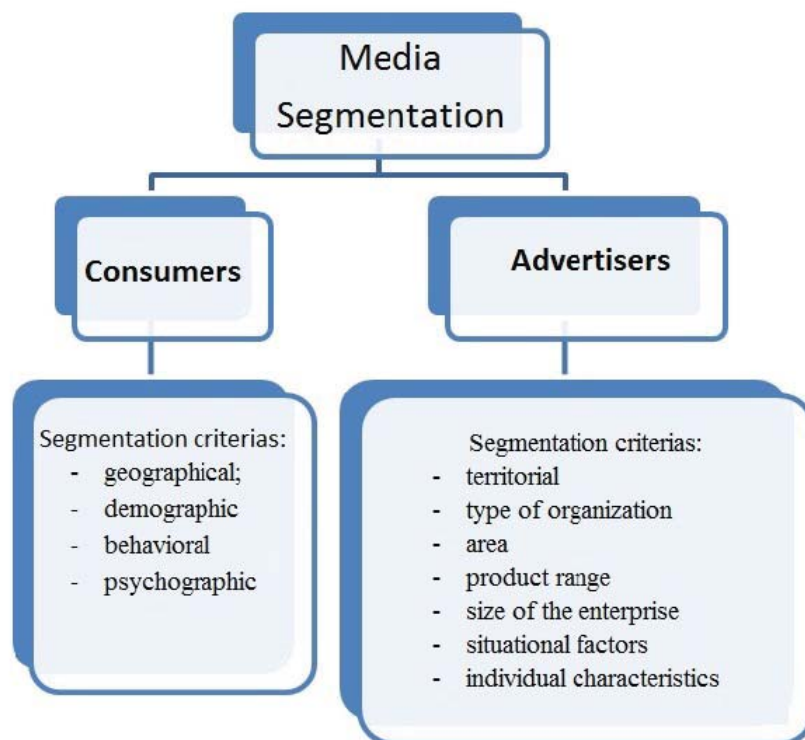 Media
Segmentation
Consumers
Advertisers
Segmentation criterias:
- geographical;
- demographic
- behavioral
- psychographic
Segmentation criterias:
- territorial
- type of organization
- area
- product range
- size of the enterprise
- situational factors
- individual characteristics